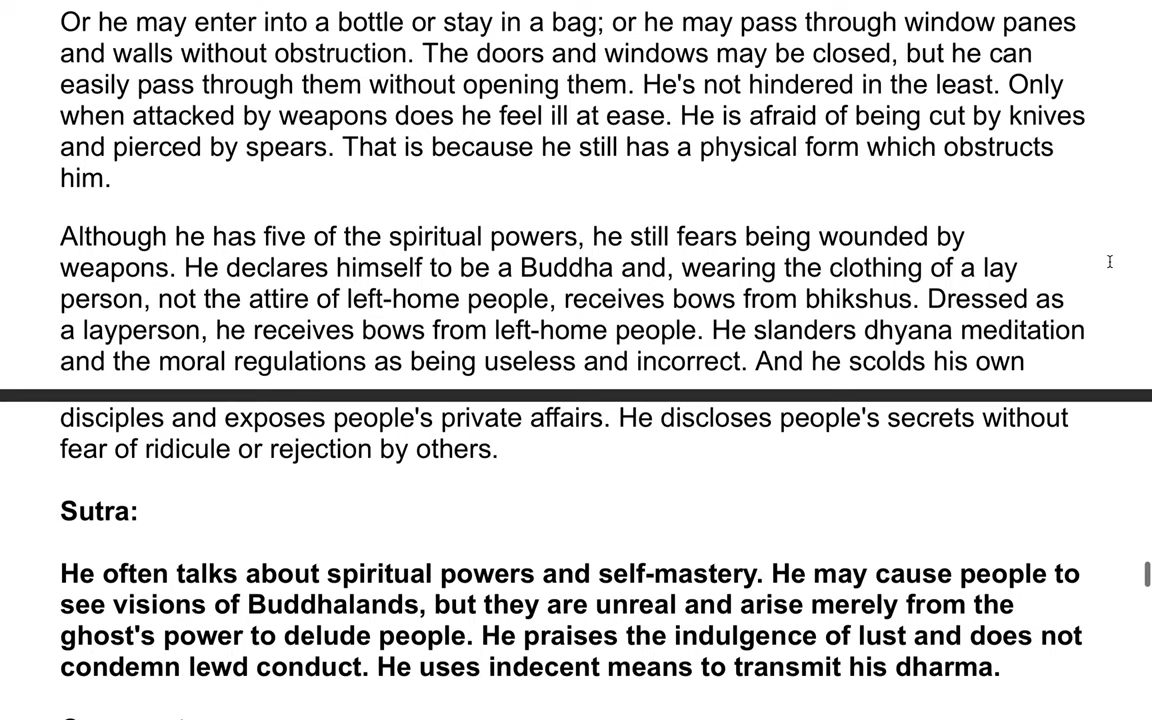 Or he may enter into a bottle or stay in a bag; or he may pass through window panes
and walls without obstruction. The doors and windows may be closed, but he can
easily pass through them without opening them. He's not hindered in the least. Only
when attacked by weapons does he feel ill at ease. He is afraid of being cut by knives
and pierced by spears. That is because he still has a physical form which obstructs
him.
Although he has five of the spiritual powers, he still fears being wounded by
weapons. He declares himself to be a Buddha and, wearing the clothing of a lay
person, not the attire of left-home people, receives bows from bhikshus. Dressed as
a layperson, he receives bows from left-home people. He slanders dhyana meditation
and the moral regulations as being useless and incorrect. And he scolds his own
disciples and exposes people's private affairs. He discloses people's secrets without
fear of ridicule or rejection by others.
Sutra:
He often talks about spiritual powers and self-mastery. He may cause people to
see visions of Buddhalands, but they are unreal and arise merely from the
ghost's power to delude people. He praises the indulgence of lust and does not
condemn lewd conduct. He uses indecent means to transmit his dharma.